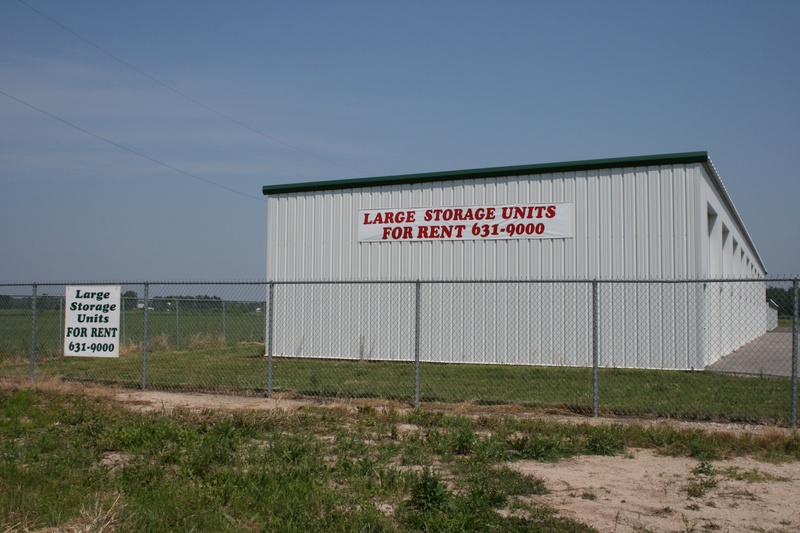 LARGE STORAGE UNITS
FOR RENT 631-9000
Large
Storage
Units
FOR RENT
631-9000